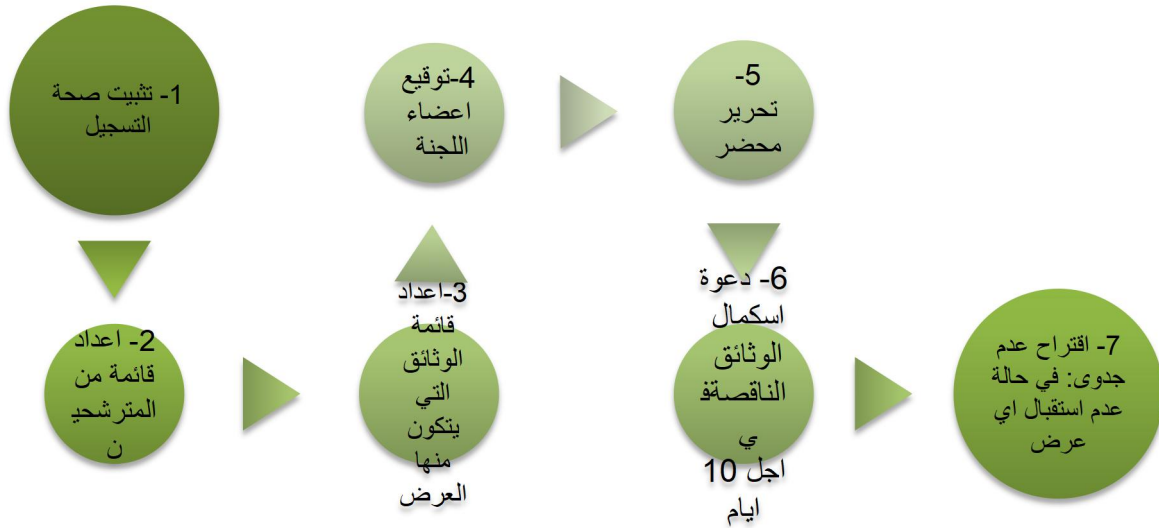 1- تثبيت صحة
التسجيل
2- اعداد
قائمة من
المترشحي
ن
3-اعداد
قائمة
الوثائق
التي
يتكون
منها
العرض
4-توقيع
اعضاء
اللجنة
5-
تحرير
محضر
6- دعوة
اسكمال
الوثائق
الناقصةف
ي
اجل 10
ايام
7- اقتراح عدم
جدوى: في حالة
عدم استقبال اي
عرض